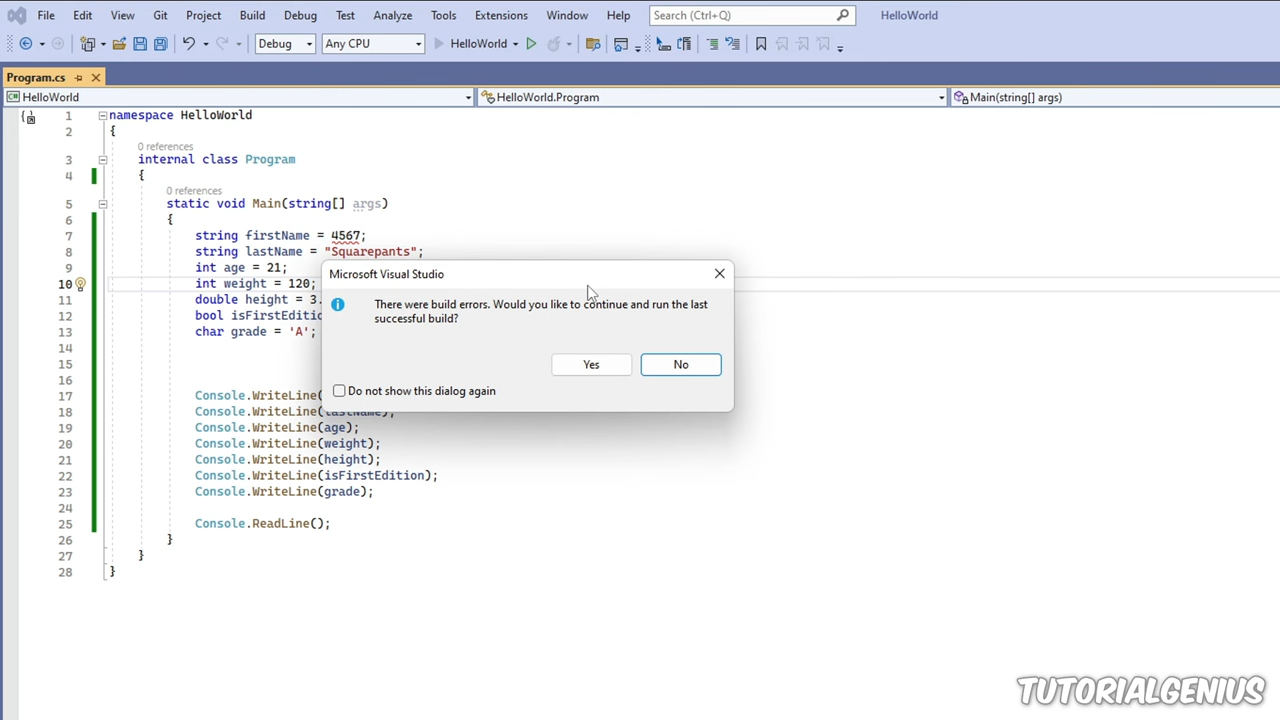 File Edit View Git Project Build Debug Test Analyze Tools Extensions Window Help Search (Ctrl+Q) HelloWorld
Debug Any CPU HelloWorld
Program.cs
HelloWorld HelloWorld.Program Main(string[] args)
1 namespace HelloWorld
2 {
0 references
3 internal class Program
4 {
0 references
5 static void Main(string[] args)
6 {
7 string firstName = 4567;
8 string lastName = "Squarepants";
9 int age = 21;
10 int weight = 120;
11 double height = 3.
12 bool isFirstEditio
13 char grade = 'A';
14
15
16
17 Console.WriteLine(
18 Console.WriteLine(lastName);
19 Console.WriteLine(age);
20 Console.WriteLine(weight);
21 Console.WriteLine(height);
22 Console.WriteLine(isFirstEdition);
23 Console.WriteLine(grade);
24
25 Console.ReadLine();
26 }
27 }
28 }
Microsoft Visual Studio
There were build errors. Would you like to continue and run the last
successful build?
Yes No
Do not show this dialog again
TUTORIALGENIUS